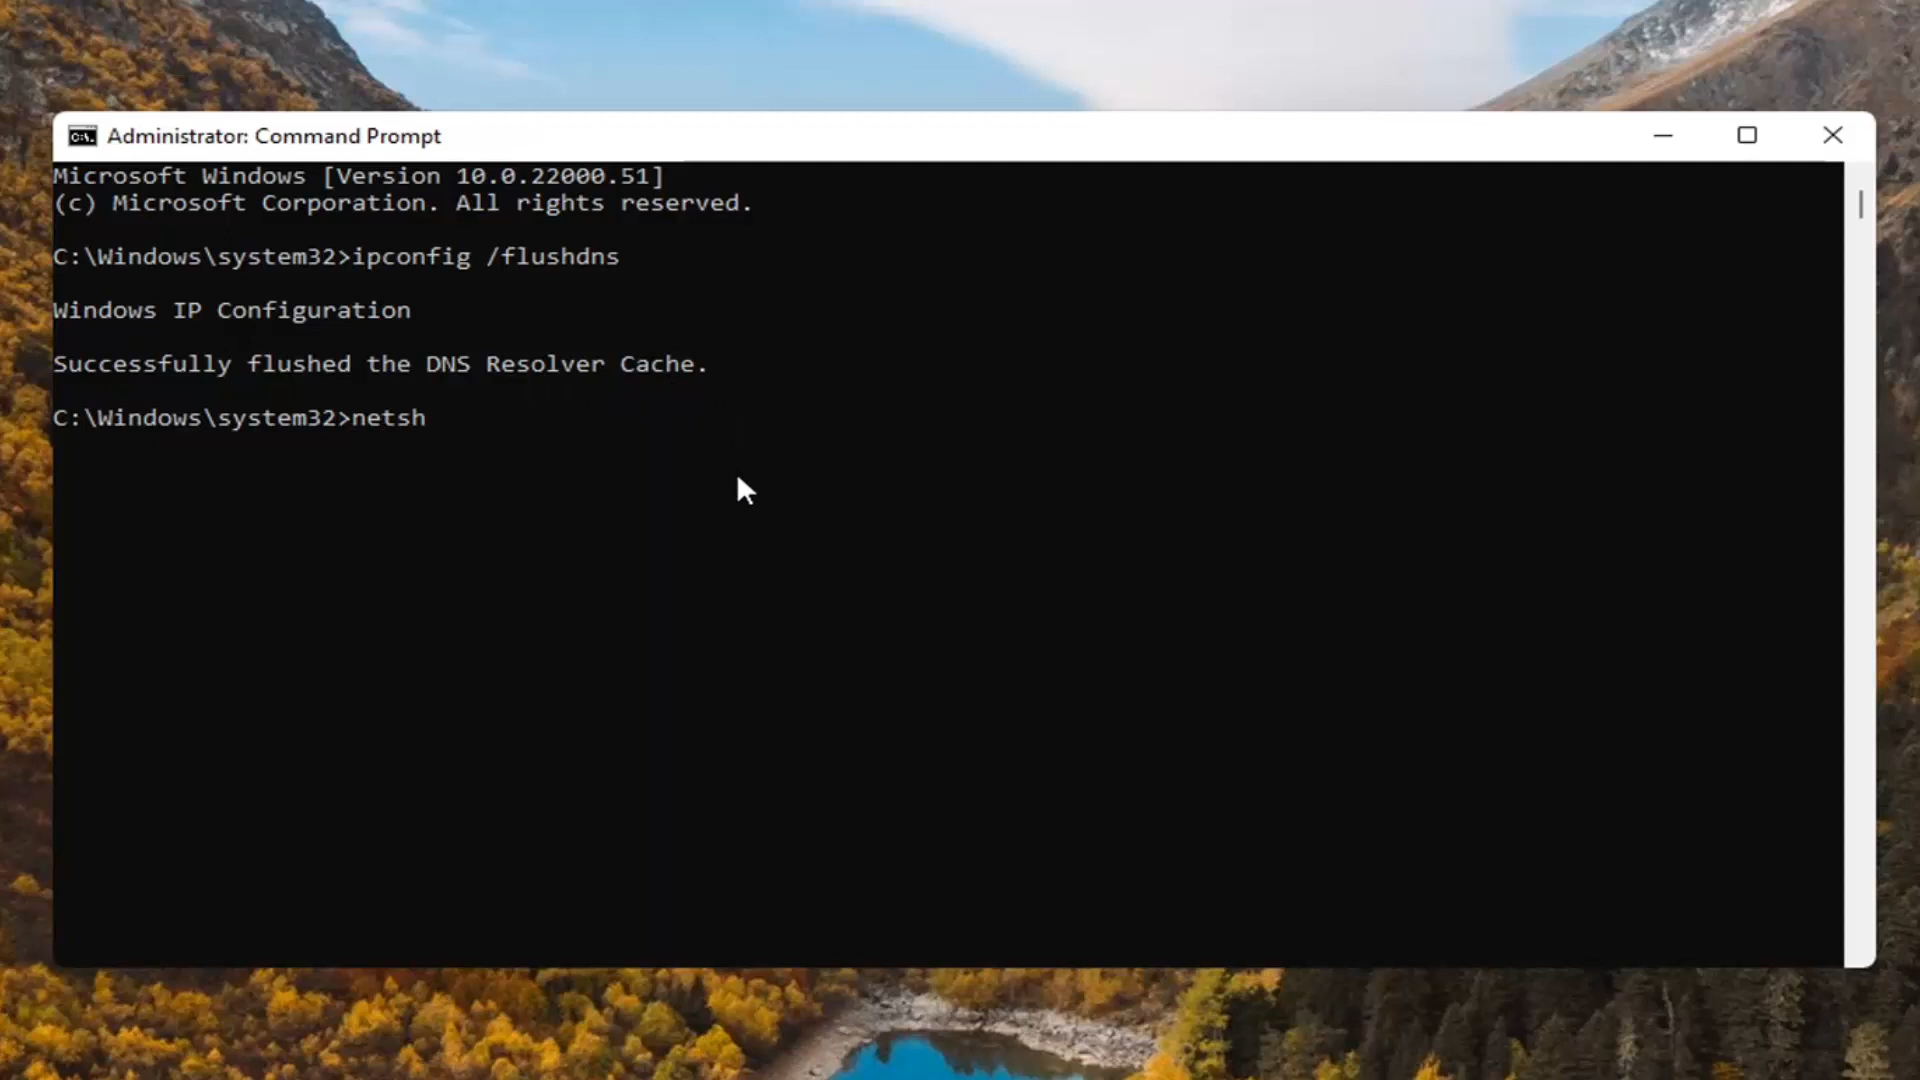 Administrator: Command Prompt
Microsoft Windows [Version 10.0.22000.51]
(c) Microsoft Corporation. All rights reserved.
C:\Windows\system32>ipconfig /flushdns
Windows IP Configuration
Successfully flushed the DNS Resolver Cache.
C:\Windows\system32>netsh